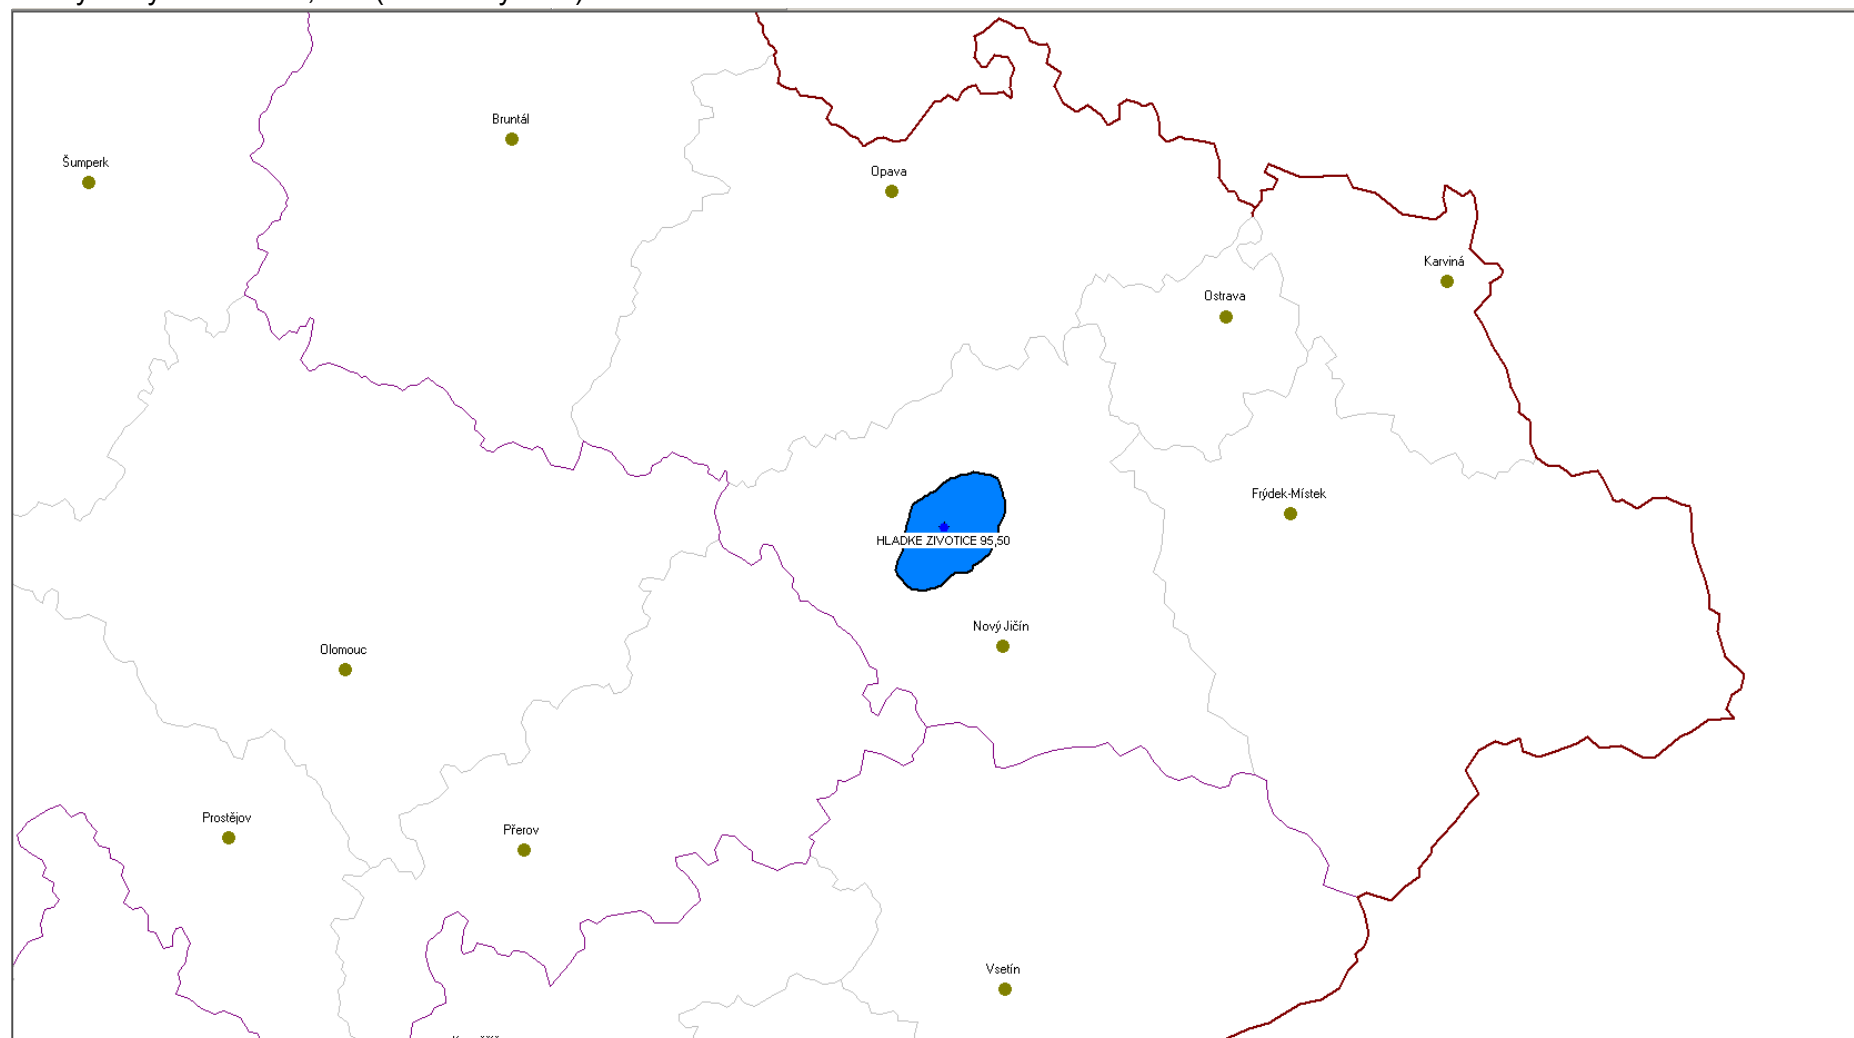 Bruntál
Šumperk
Opava
Karviná
Ostrava
Frýdek-Místek
HLADKE ZIVOTICE 95,50
Nový Jičín
Olomouc
Prostějov
Přerov
Vsetín